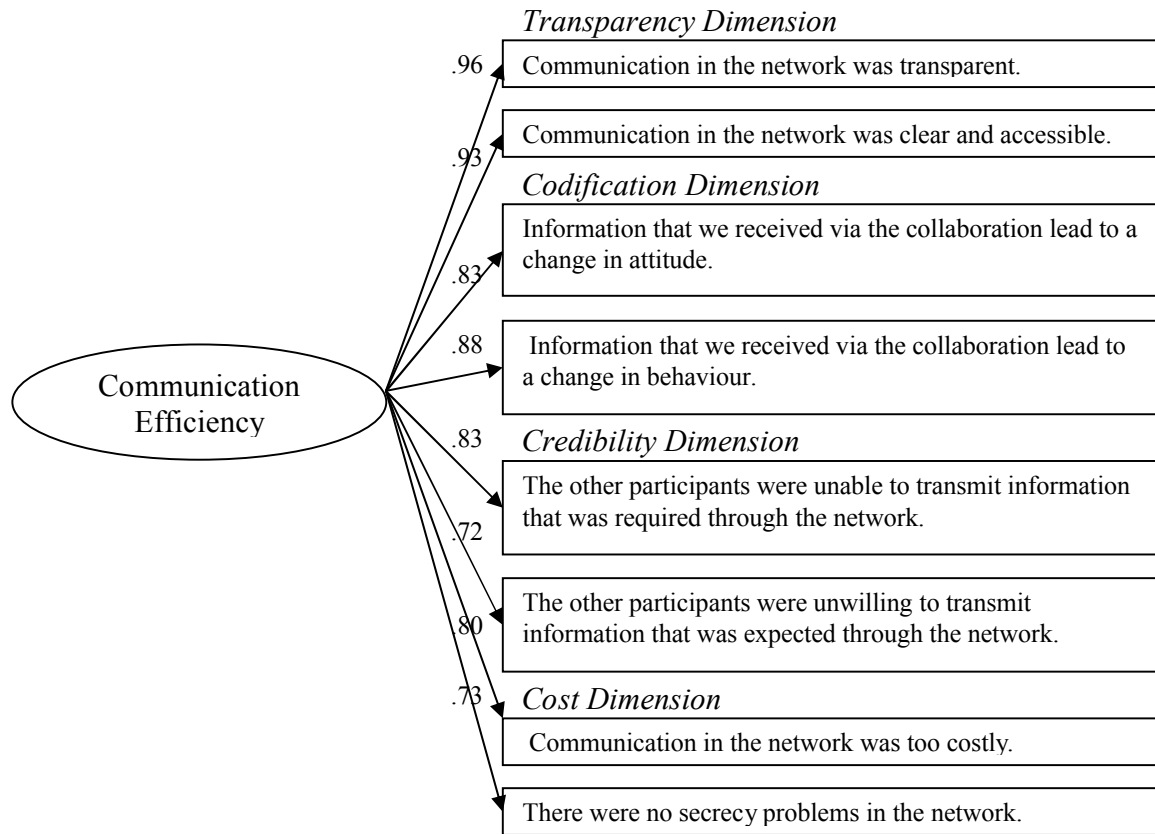 Transparency Dimension
.96
Communication in the network was transparent.
Communication in the network was clear and accessible.
.93
Codification Dimension
Information that we received via the collaboration lead to a
change in attitude.
.83
.88
Information that we received via the collaboration lead to
a change in behaviour.
Communication
Efficiency
.83
Credibility Dimension
The other participants were unable to transmit information
that was required through the network.
.72
The other participants were unwilling to transmit
information that was expected through the network.
.80
.73
Cost Dimension
Communication in the network was too costly.
There were no secrecy problems in the network.